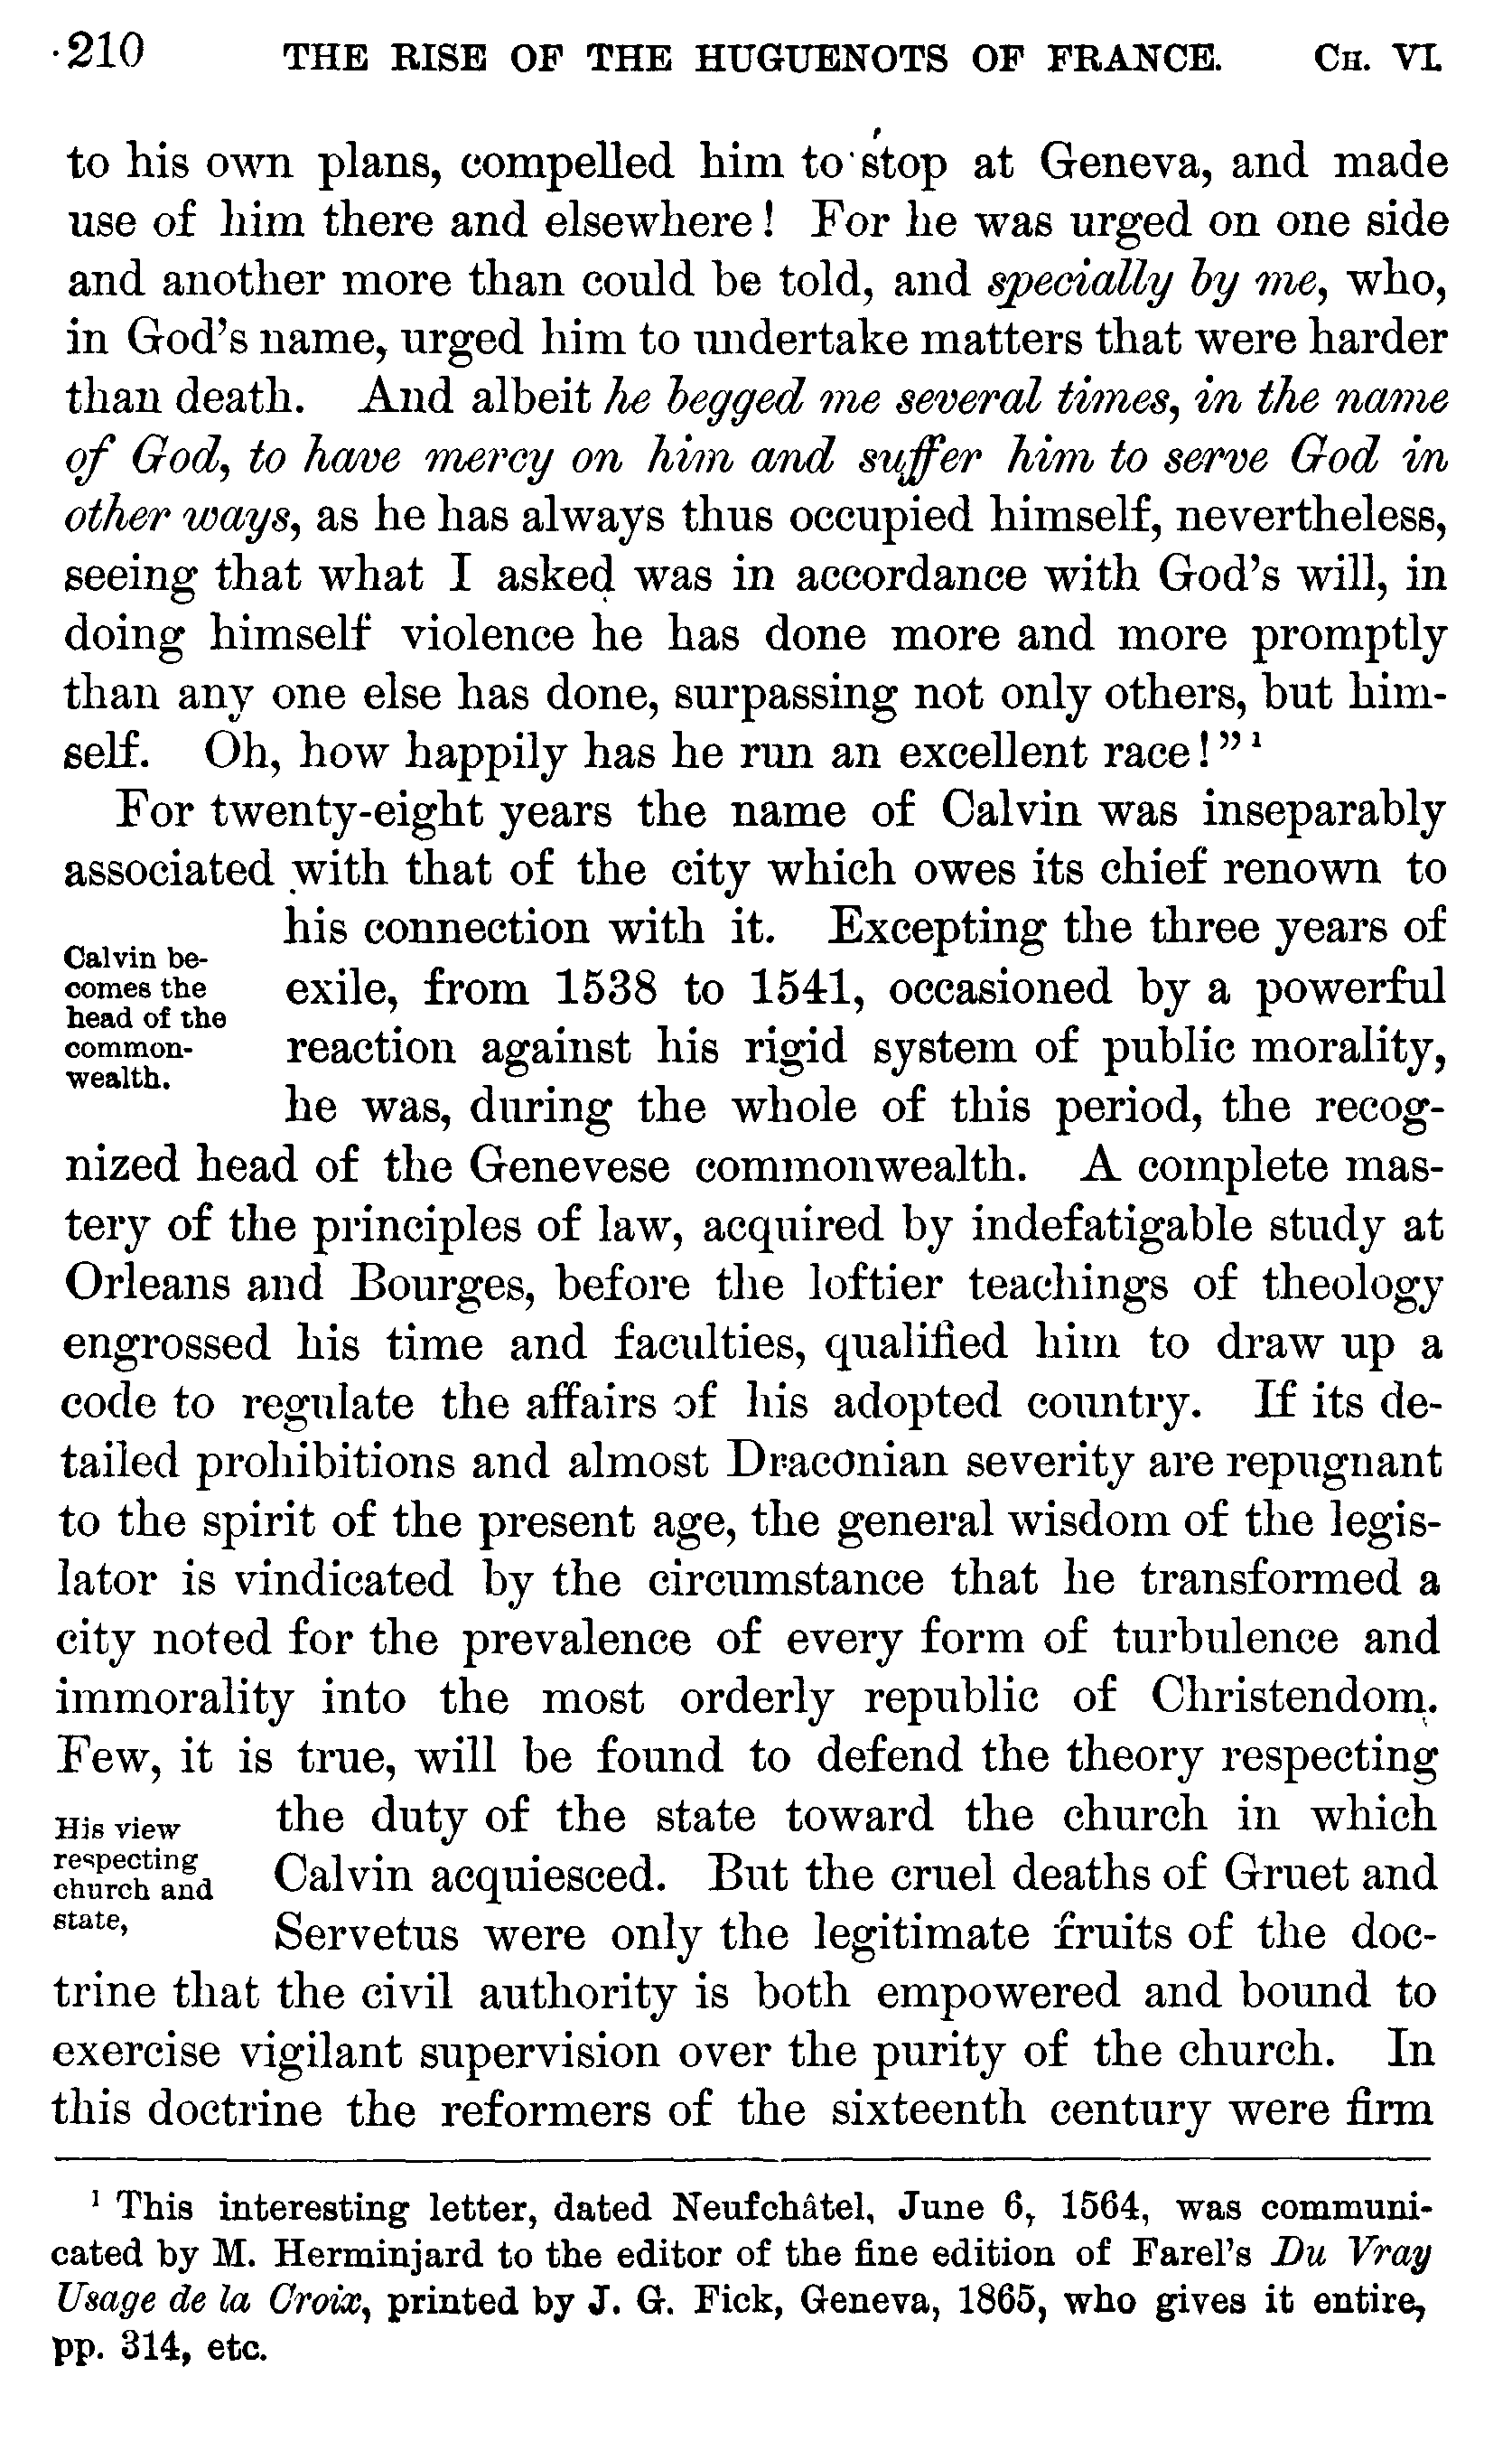 210 THE RISE OF THE HUGUENOTS OF FRANCE. CH. VI.
to his own plans, compelled him to stop at Geneva, and made
use of him there and elsewhere! For he was urged on one side
and another more than could be told, and specially by me, who,
in God's name, urged him to undertake matters that were harder
than death. And albeit he begged me several times, in the name
of God, to have mercy on him and suffer him to serve God in
other ways, as he has always thus occupied himself, nevertheless,
seeing that what I asked was in accordance with God's will, in
doing himself violence he has done more and more promptly
than any one else has done, surpassing not only others, but him-
self. Oh, how happily has he run an excellent race!" ¹
For twenty-eight years the name of Calvin was inseparably
associated with that of the city which owes its chief renown to
his connection with it. Excepting the three years of
Calvin be-
comes the
head of the
common-
wealth.
exile, from 1538 to 1541, occasioned by a powerful
reaction against his rigid system of public morality,
he was, during the whole of this period, the recog-
nized head of the Genevese commonwealth. A complete mas-
tery of the principles of law, acquired by indefatigable study at
Orleans and Bourges, before the loftier teachings of theology
engrossed his time and faculties, qualified him to draw up a
code to regulate the affairs of his adopted country. If its de-
tailed prohibitions and almost Draconian severity are repugnant
to the spirit of the present age, the general wisdom of the legis-
lator is vindicated by the circumstance that he transformed a
city noted for the prevalence of every form of turbulence and
immorality into the most orderly republic of Christendom.
Few, it is true, will be found to defend the theory respecting
His view
respecting
church and
state,
the duty of the state toward the church in which
Calvin acquiesced. But the cruel deaths of Gruet and
Servetus were only the legitimate fruits of the doc-
trine that the civil authority is both empowered and bound to
exercise vigilant supervision over the purity of the church. In
this doctrine the reformers of the sixteenth century were firm
¹ This interesting letter, dated Neufchâtel, June 6, 1564, was communi-
cated by M. Herminjard to the editor of the fine edition of Farel's Du Vray
Usage de la Croix, printed by J. G. Fick, Geneva, 1865, who gives it entire,
pp. 314, etc.